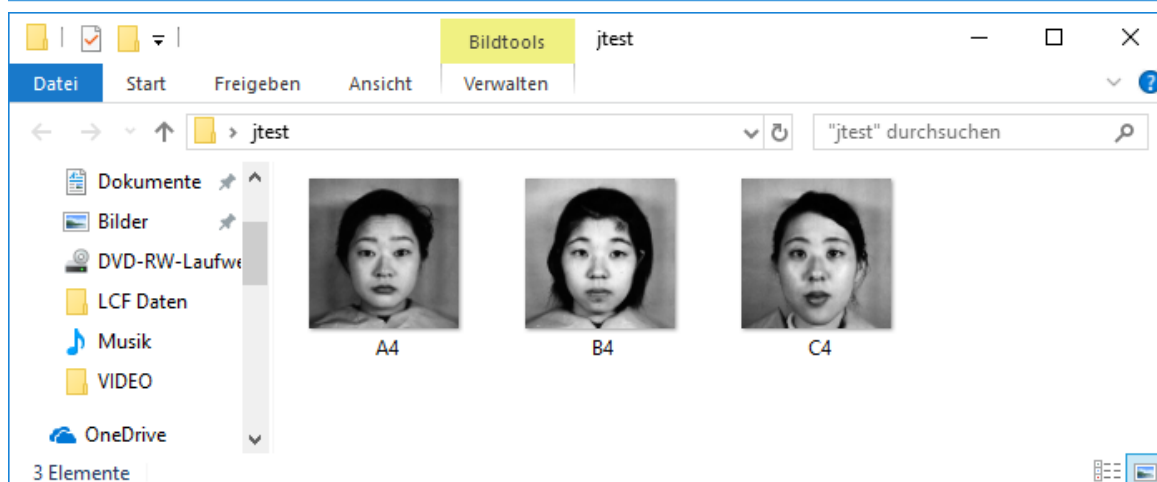 Bildtools jtest
Datei Start Freigeben Ansicht Verwalten ?
jtest "jtest" durchsuchen
Dokumente
Bilder
DVD-RW-Laufwe
LCF Daten
Musik
VIDEO
OneDrive
A4 B4 C4
3 Elemente